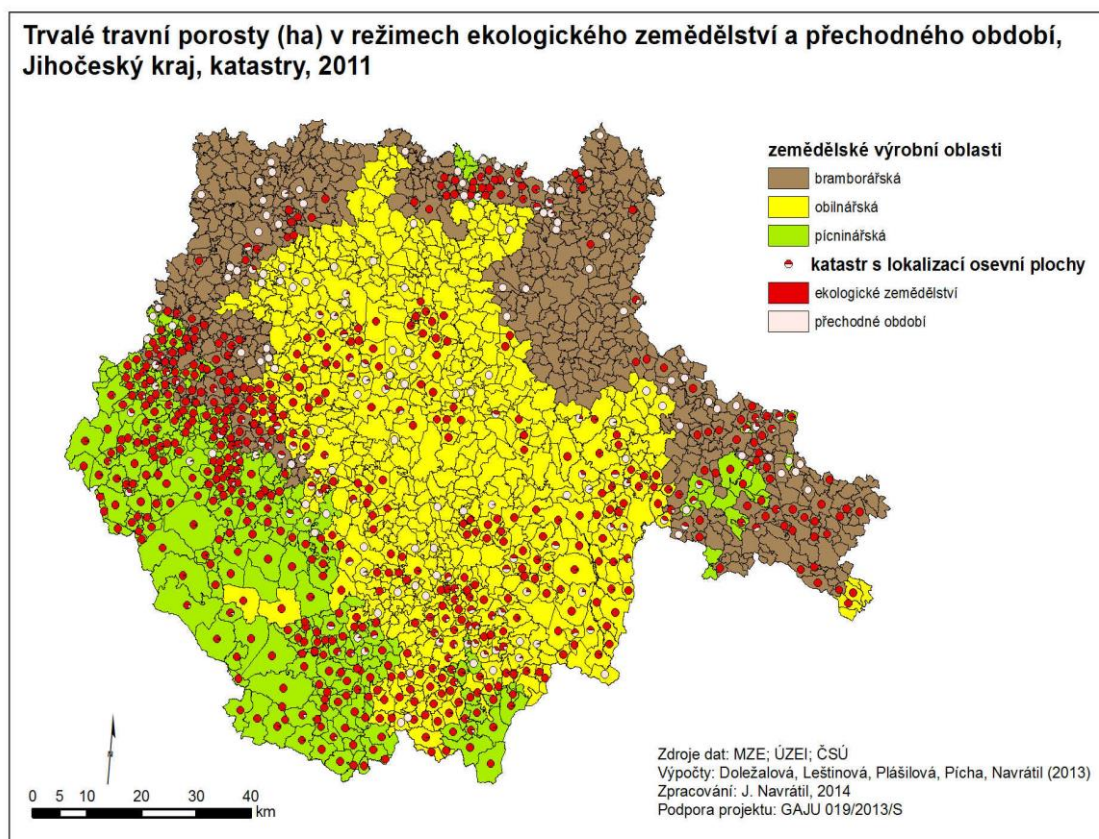 Trvalé travní porosty (ha) v režimech ekologického zemědělství a přechodného období,
Jihočeský kraj, katastry, 2011
zemědělské výrobní oblasti
bramborářská
obilnářská
pícninářská
katastr s lokalizací osevní plochy
ekologické zemědělství
přechodné období
N
0 5 10 20 30 40
km
Zdroje dat: MZE; ÚZEI; ČSÚ
Výpočty: Doležalová, Leštinová, Plášilová, Pícha, Navrátil (2013)
Zpracování: J. Navrátil, 2014
Podpora projektu: GAJU 019/2013/S